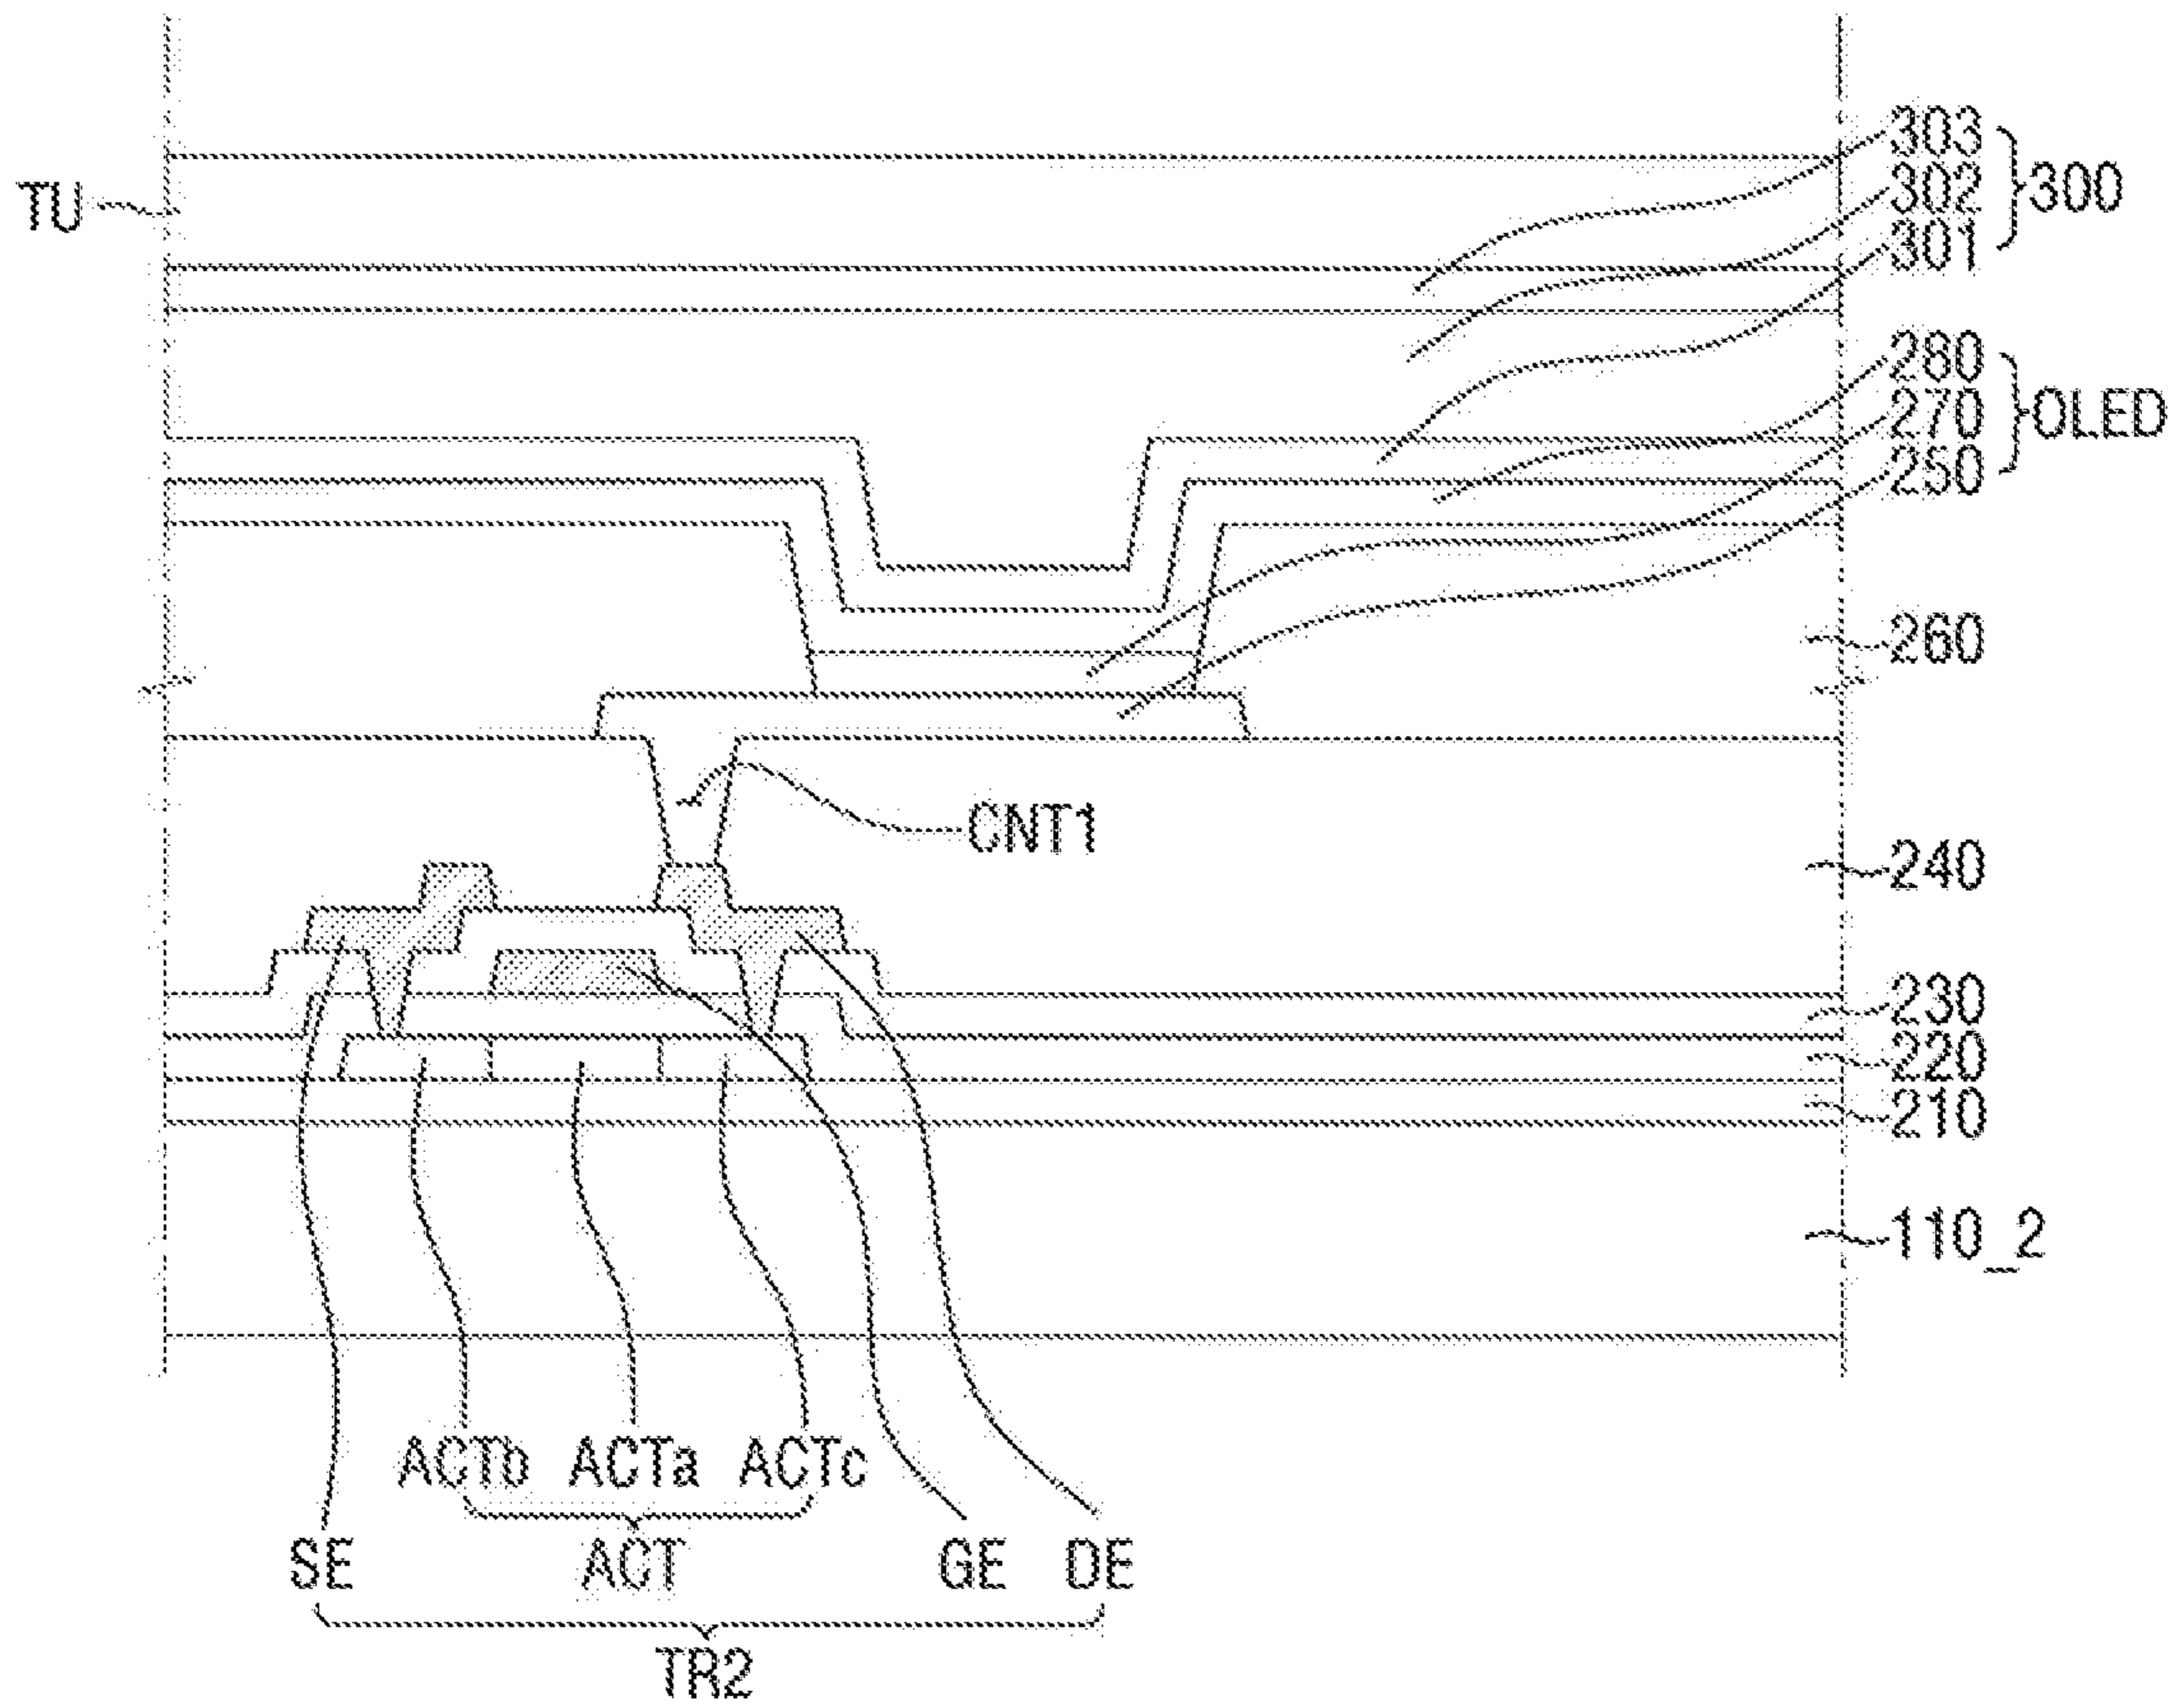 303
TU
302
300
301
280
270
OLED
250
260
CNT1
240
230
220
210
110_2
ACTb ACTa ACTc
SE
ACT
GE
DE
TR2